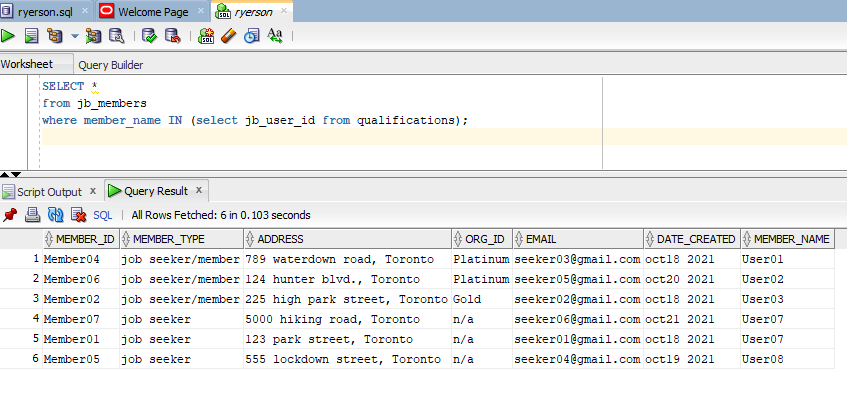 ryerson.sql Welcome Page ryerson
Worksheet Query Builder
SELECT *
from jb_members
where member_name IN (select jb_user_id from qualifications);
Script Output Query Result
SQL All Rows Fetched: 6 in 0.103 seconds
MEMBER_ID MEMBER_TYPE ADDRESS ORG_ID EMAIL DATE_CREATED MEMBER_NAME
1 Member04 job seeker/member 789 waterdown road, Toronto Platinum seeker03@gmail.com oct18 2021 User01
2 Member06 job seeker/member 124 hunter blvd., Toronto Platinum seeker05@gmail.com oct20 2021 User02
3 Member02 job seeker/member 225 high park street, Toronto Gold seeker02@gmail.com oct18 2021 User03
4 Member07 job seeker 5000 hiking road, Toronto n/a seeker06@gmail.com oct21 2021 User07
5 Member01 job seeker 123 park street, Toronto n/a seeker01@gmail.com oct18 2021 User07
6 Member05 job seeker 555 lockdown street, Toronto n/a seeker04@gmail.com oct19 2021 User08